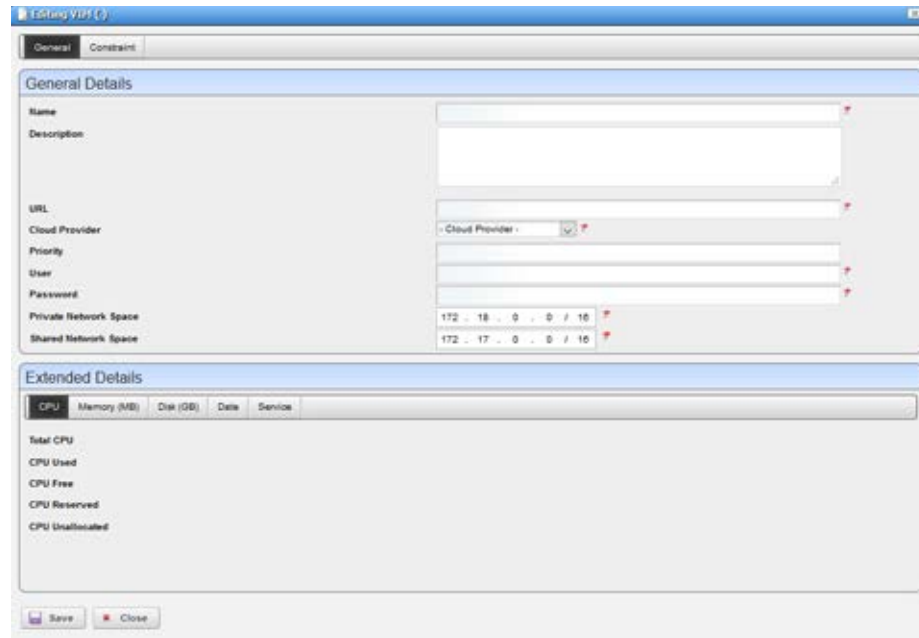 Editing VIM (:)
General Constraint
General Details
Name
Description
URL
Cloud Provider - Cloud Provider -
Priority
User
Password
Private Network Space 172 . 18 . 0 . 0 / 16
Shared Network Space 172 . 17 . 0 . 0 / 16
Extended Details
CPU Memory (MB) Disk (GB) Date Service
Total CPU
CPU Used
CPU Free
CPU Reserved
CPU Unallocated
Save Close